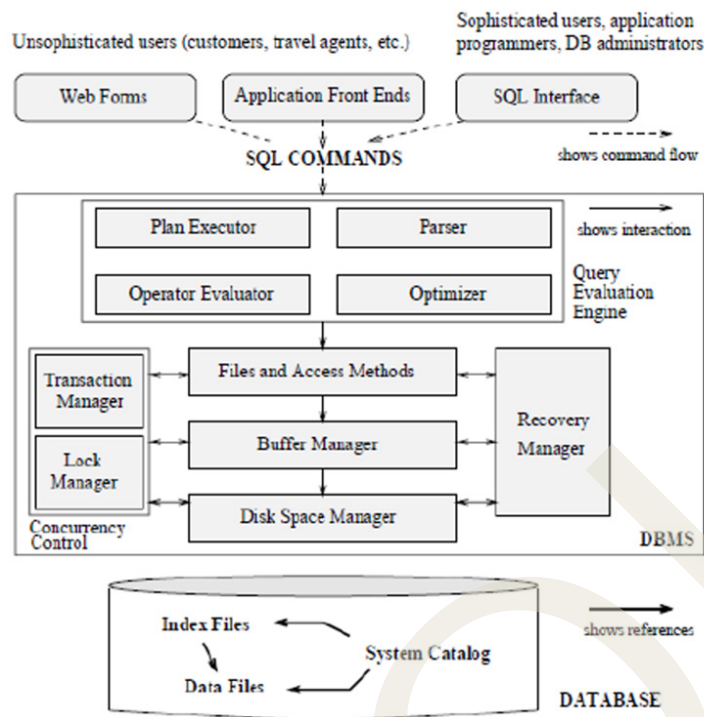 Unsophisticated users (customers, travel agents, etc.)
Sophisticated users, application
programmers, DB administrators
Web Forms
Application Front Ends
SQL Interface
SQL COMMANDS
shows command flow
Plan Executor
Parser
shows interaction
Operator Evaluator
Optimizer
Query
Evaluation
Engine
Transaction
Manager
Files and Access Methods
Recovery
Manager
Buffer Manager
Lock
Manager
Disk Space Manager
Concurrency
Control
DBMS
Index Files
System Catalog
Data Files
shows references
DATABASE